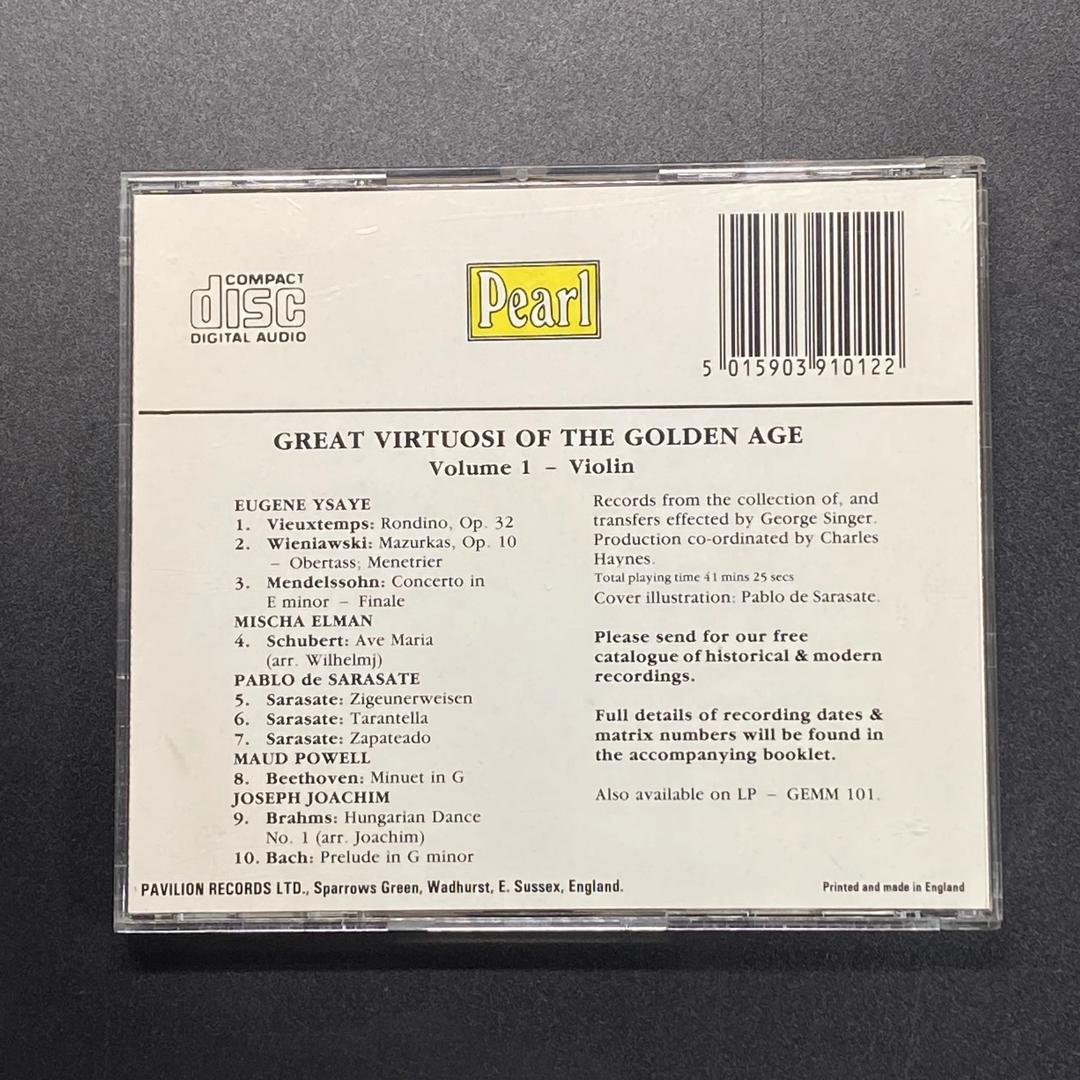 COMPACT
disc
DIGITAL AUDIO
Pearl
5 015903 910122
GREAT VIRTUOSI OF THE GOLDEN AGE
Volume 1 – Violin
EUGENE YSAYE
1. Vieuxtemps: Rondino, Op. 32
2. Wieniawski: Mazurkas, Op. 10
– Obertass; Menetrier
3. Mendelssohn: Concerto in
E minor – Finale
MISCHA ELMAN
4. Schubert: Ave Maria
(arr. Wilhelmj)
PABLO de SARASATE
5. Sarasate: Zigeunerweisen
6. Sarasate: Tarantella
7. Sarasate: Zapateado
MAUD POWELL
8. Beethoven: Minuet in G
JOSEPH JOACHIM
9. Brahms: Hungarian Dance
No. 1 (arr. Joachim)
10. Bach: Prelude in G minor
Records from the collection of, and
transfers effected by George Singer.
Production co-ordinated by Charles
Haynes.
Total playing time 41 mins 25 secs
Cover illustration: Pablo de Sarasate.
Please send for our free
catalogue of historical & modern
recordings.
Full details of recording dates &
matrix numbers will be found in
the accompanying booklet.
Also available on LP – GEMM 101.
PAVILION RECORDS LTD., Sparrows Green, Wadhurst, E. Sussex, England.
Printed and made in England